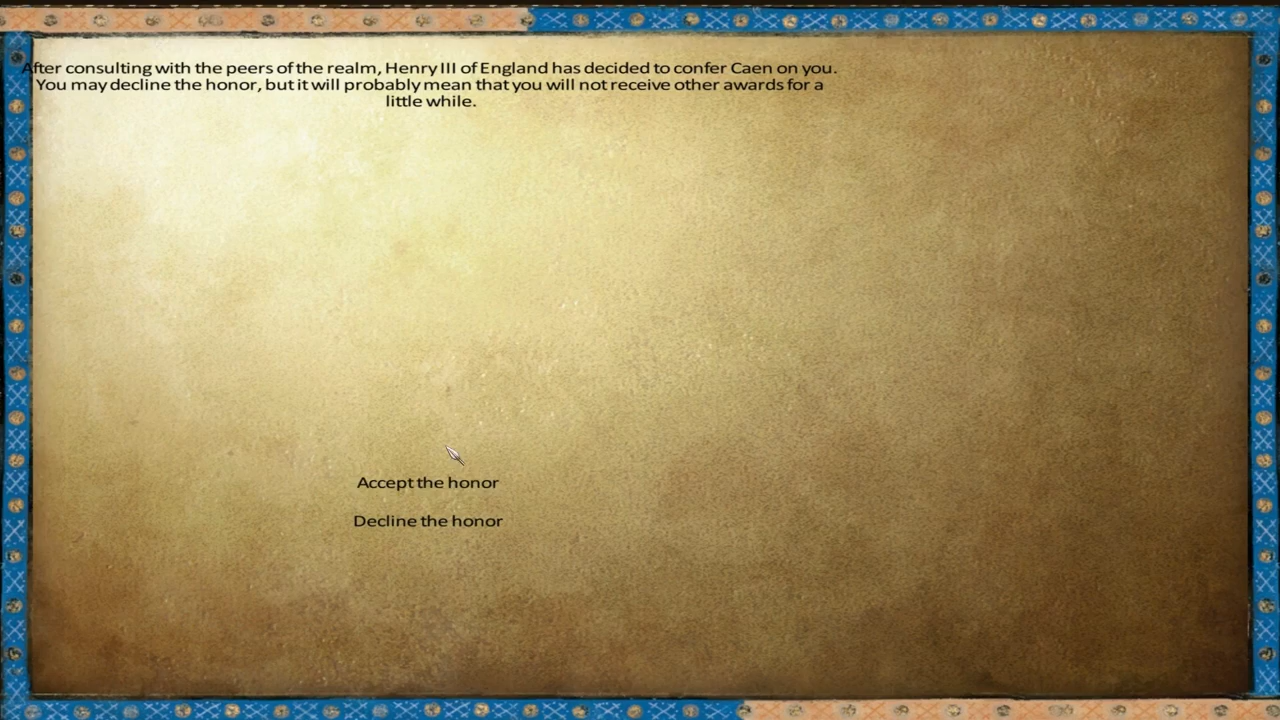 After consulting with the peers of the realm, Henry III of England has decided to confer Caen on you.
You may decline the honor, but it will probably mean that you will not receive other awards for a
little while.
Accept the honor
Decline the honor